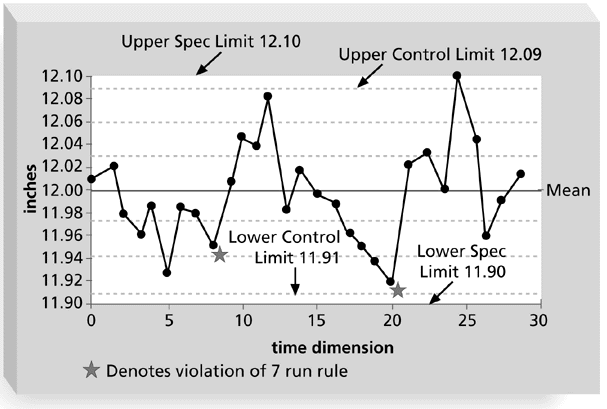 Upper Spec Limit 12.10
Upper Control Limit 12.09
12.10
12.08
12.06
12.04
12.02
12.00
11.98
11.96
11.94
11.92
11.90
inches
Mean
Lower Control
Limit 11.91
Lower Spec
Limit 11.90
0
5
10
15
20
25
30
time dimension
Denotes violation of 7 run rule